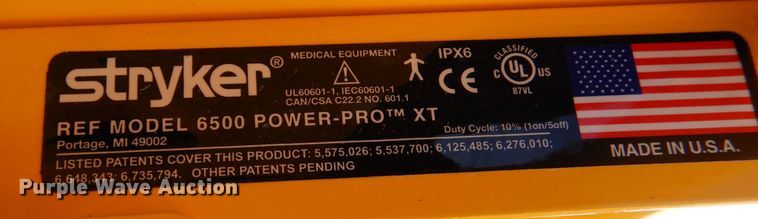 stryker®
MEDICAL EQUIPMENT
UL60601-1, IEC60601-1
CAN/CSA C22.2 NO. 601.1
IPX6
CE
CLASSIFIED
C UL US
87VL
REF MODEL 6500 POWER-PRO™ XT
Portage, MI 49002
Duty Cycle: 10% (1on/5off)
LISTED PATENTS COVER THIS PRODUCT: 5,575,026; 5,537,700; 6,125,485; 6,276,010;
6,648,343; 6,735,794. OTHER PATENTS PENDING
MADE IN U.S.A.
Purple Wave Auction